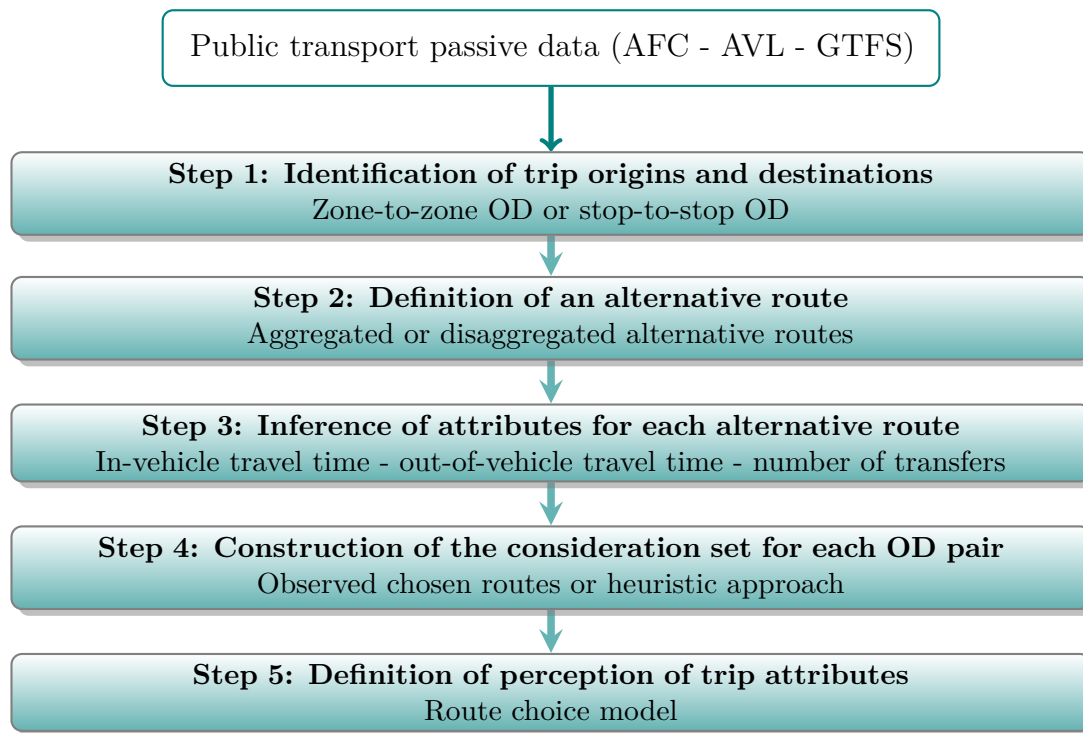 Public transport passive data (AFC - AVL - GTFS)
Step 1: Identification of trip origins and destinations
Zone-to-zone OD or stop-to-stop OD
Step 2: Definition of an alternative route
Aggregated or disaggregated alternative routes
Step 3: Inference of attributes for each alternative route
In-vehicle travel time - out-of-vehicle travel time - number of transfers
Step 4: Construction of the consideration set for each OD pair
Observed chosen routes or heuristic approach
Step 5: Definition of perception of trip attributes
Route choice model